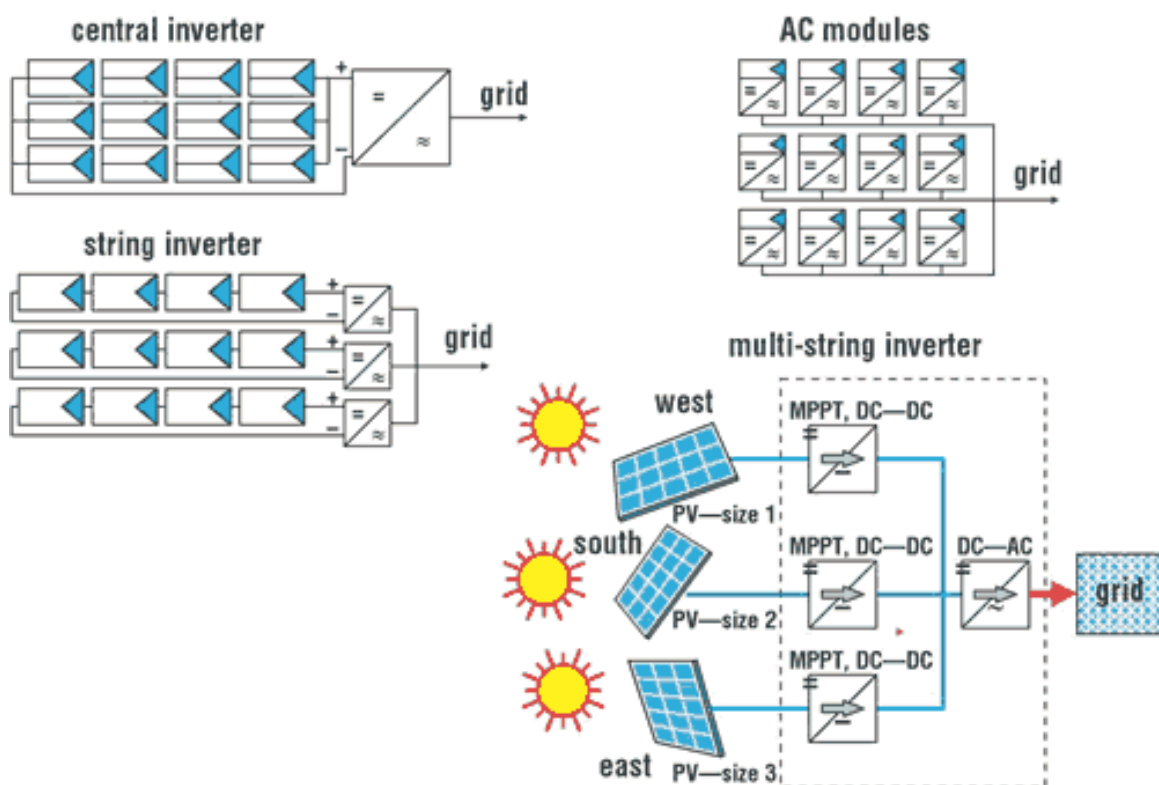 central inverter
+
=
grid
−
≈
AC modules
= ≈ = ≈ = ≈ = ≈
= ≈ = ≈ = ≈ = ≈
grid
= ≈ = ≈ = ≈ = ≈
string inverter
+
=
−
≈
grid
+
=
−
≈
+
=
−
≈
multi-string inverter
west
MPPT, DC—DC
=
−
PV—size 1
south
MPPT, DC—DC
DC—AC
=
−
=
~
grid
PV—size 2
MPPT, DC—DC
=
−
east
PV—size 3